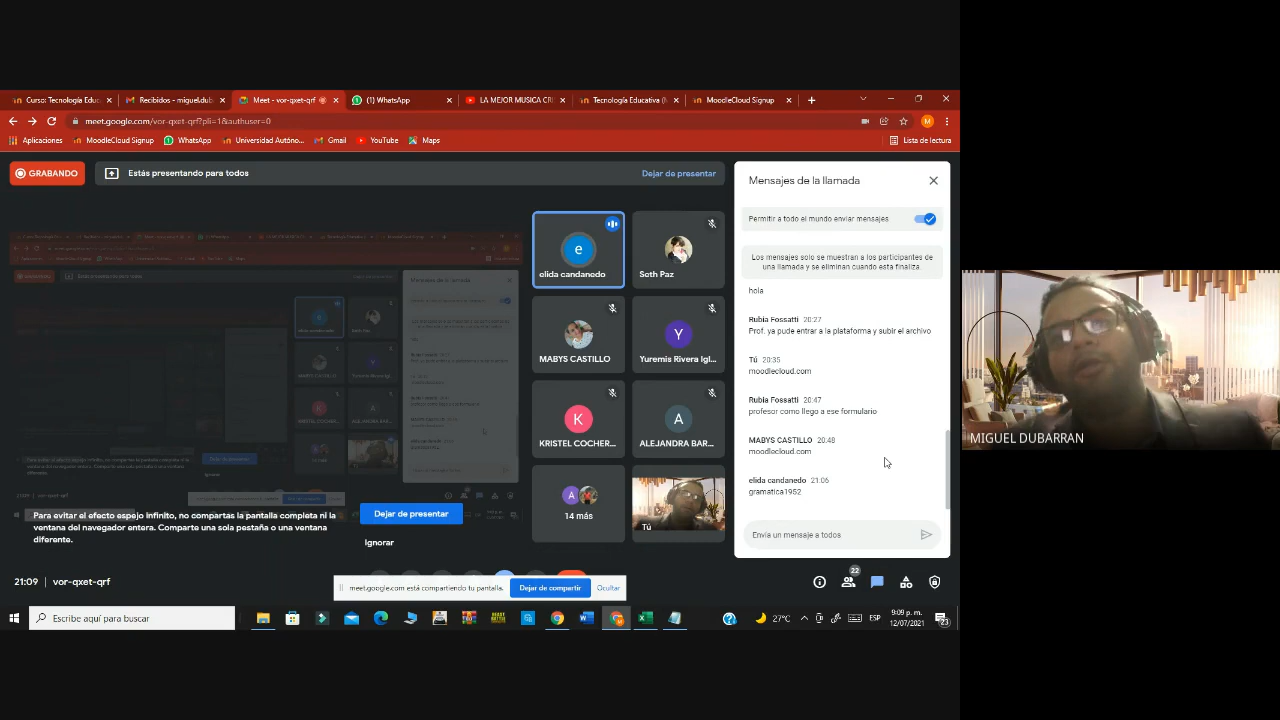 Curso: Tecnología Educ
Recibidos - miguel.dub
Meet - vor-qxet-qrf
(1) WhatsApp
LA MEJOR MUSICA CRI
Tecnología Educativa (M
MoodleCloud Signup
meet.google.com/vor-qxet-qrf?pli=1&authuser=0
M
Aplicaciones
MoodleCloud Signup
WhatsApp
Universidad Autóno...
Gmail
YouTube
Maps
Lista de lectura
GRABANDO
Estás presentando para todos
Dejar de presentar
Mensajes de la llamada
Permitir a todo el mundo enviar mensajes
Los mensajes solo se muestran a los participantes de
una llamada y se eliminan cuando esta finaliza.
hola
Rubia Fossatti 20:27
Prof. ya pude entrar a la plataforma y subir el archivo
Tú 20:35
moodlecloud.com
Rubia Fossatti 20:47
profesor como llego a ese formulario
MABYS CASTILLO 20:48
moodlecloud.com
elida candanedo 21:06
gramatica1952
Envía un mensaje a todos
e
elida candanedo
Seth Paz
MABYS CASTILLO
Y
Yuremis Rivera Igl...
K
KRISTEL COCHER...
A
ALEJANDRA BAR...
A
14 más
Tú
MIGUEL DUBARRAN
Para evitar el efecto espejo infinito, no compartas la pantalla completa ni la
ventana del navegador entera. Comparte una sola pestaña o una ventana
diferente.
Dejar de presentar
Ignorar
21:09 | vor-qxet-qrf
meet.google.com está compartiendo tu pantalla.
Dejar de compartir
Ocultar
22
Escribe aquí para buscar
27°C
ESP
9:09 p. m.
12/07/2021
23